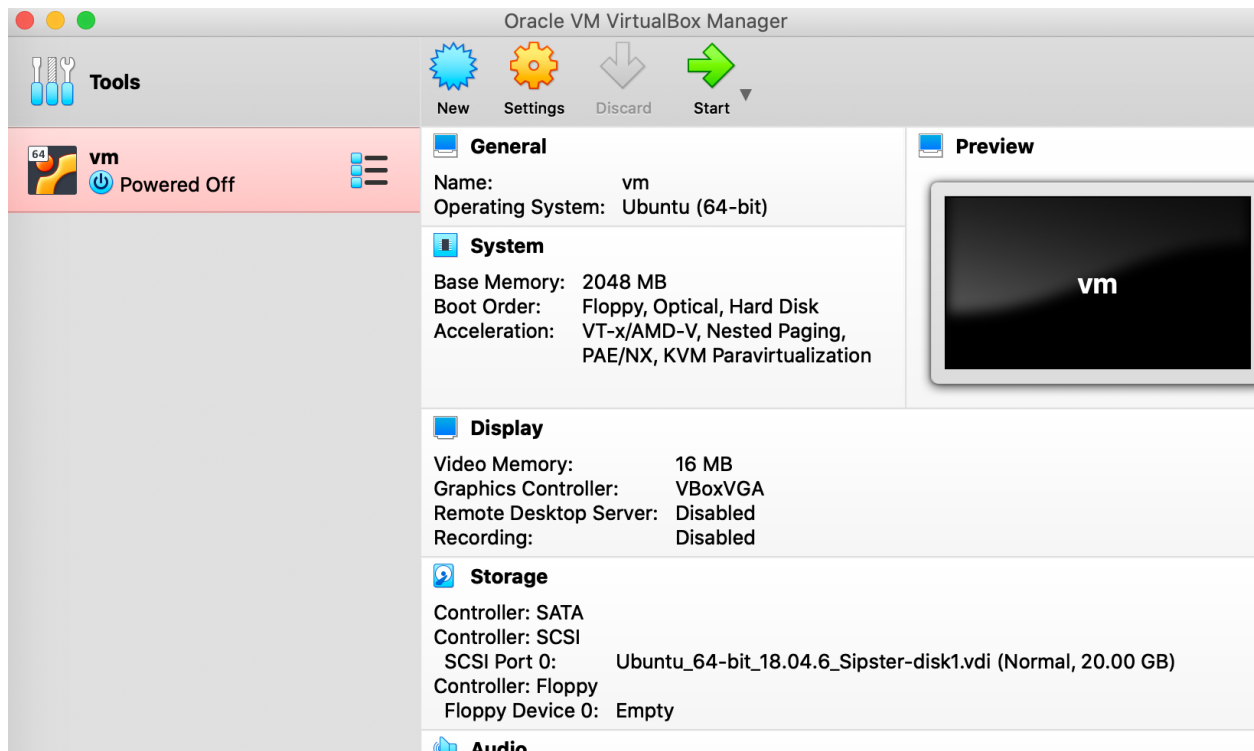 Oracle VM VirtualBox Manager
Tools
New Settings Discard Start
64
vm
Powered Off
General
Name: vm
Operating System: Ubuntu (64-bit)
System
Base Memory: 2048 MB
Boot Order: Floppy, Optical, Hard Disk
Acceleration: VT-x/AMD-V, Nested Paging,
PAE/NX, KVM Paravirtualization
Preview
vm
Display
Video Memory: 16 MB
Graphics Controller: VBoxVGA
Remote Desktop Server: Disabled
Recording: Disabled
Storage
Controller: SATA
Controller: SCSI
SCSI Port 0: Ubuntu_64-bit_18.04.6_Sipster-disk1.vdi (Normal, 20.00 GB)
Controller: Floppy
Floppy Device 0: Empty
Audio